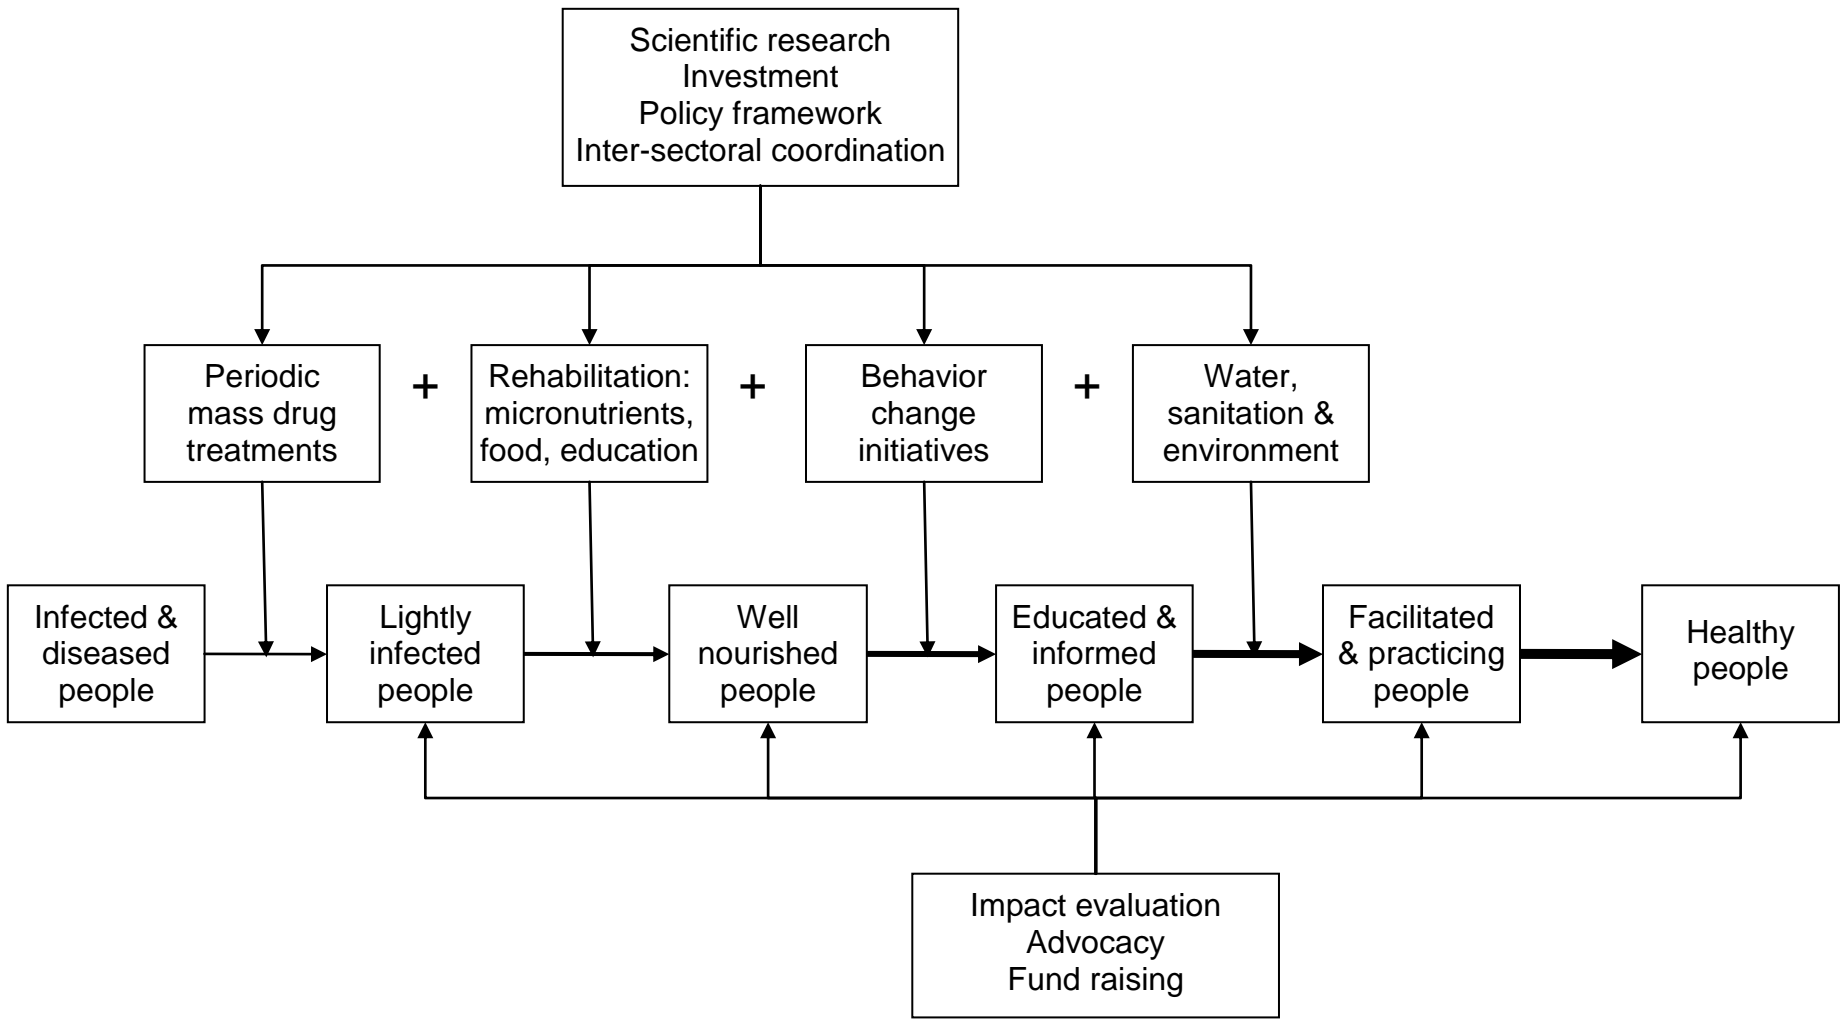 Scientific research
Investment
Policy framework
Inter-sectoral coordination
Periodic
mass drug
treatments
+
Rehabilitation:
micronutrients,
food, education
+
Behavior
change
initiatives
+
Water,
sanitation &
environment
Infected &
diseased
people
Lightly
infected
people
Well
nourished
people
Educated &
informed
people
Facilitated
& practicing
people
Healthy
people
Impact evaluation
Advocacy
Fund raising